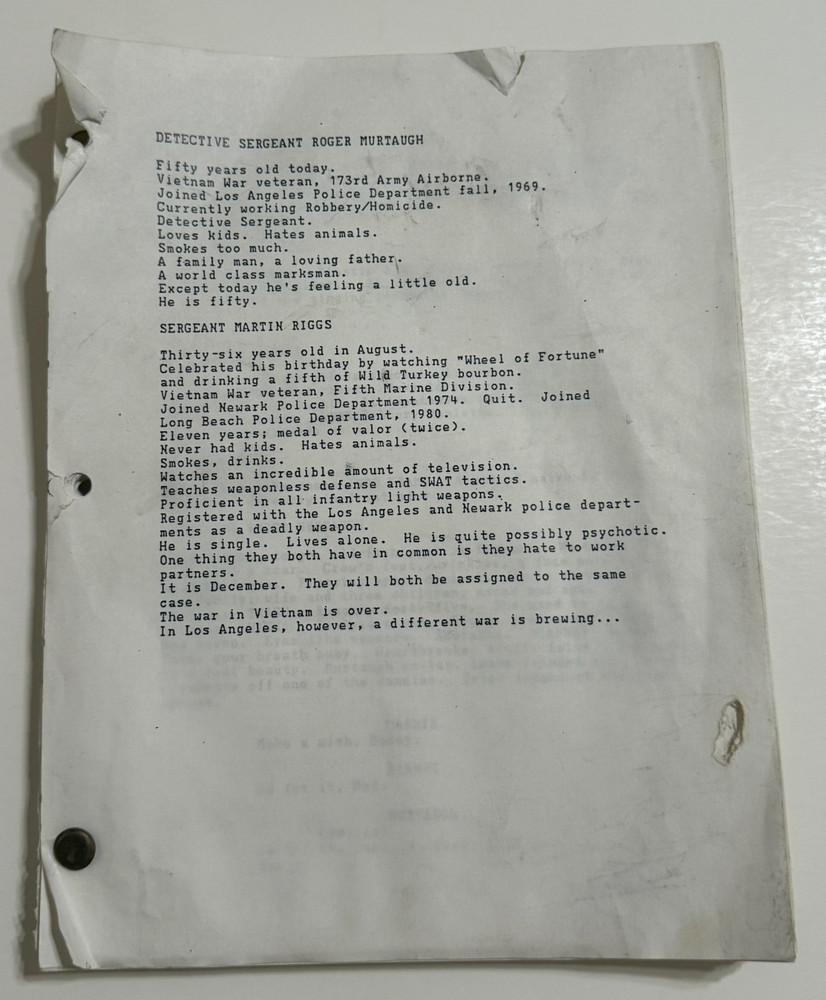 DETECTIVE SERGEANT ROGER MURTAUGH
Fifty years old today.
Vietnam War veteran, 173rd Army Airborne.
Joined Los Angeles Police Department fall, 1969.
Currently working Robbery/Homicide.
Detective Sergeant.
Loves kids.  Hates animals.
Smokes too much.
A family man, a loving father.
A world class marksman.
Except today he's feeling a little old.
He is fifty.
SERGEANT MARTIN RIGGS
Thirty-six years old in August.
Celebrated his birthday by watching "Wheel of Fortune"
and drinking a fifth of Wild Turkey bourbon.
Vietnam War veteran, Fifth Marine Division.
Joined Newark Police Department 1974.  Quit.  Joined
Long Beach Police Department, 1980.
Eleven years; medal of valor (twice).
Never had kids.  Hates animals.
Smokes, drinks.
Watches an incredible amount of television.
Teaches weaponless defense and SWAT tactics.
Proficient in all infantry light weapons.
Registered with the Los Angeles and Newark police depart-
ments as a deadly weapon.
He is single.  Lives alone.  He is quite possibly psychotic.
One thing they both have in common is they hate to work
partners.
It is December.  They will both be assigned to the same
case.
The war in Vietnam is over.
In Los Angeles, however, a different war is brewing...